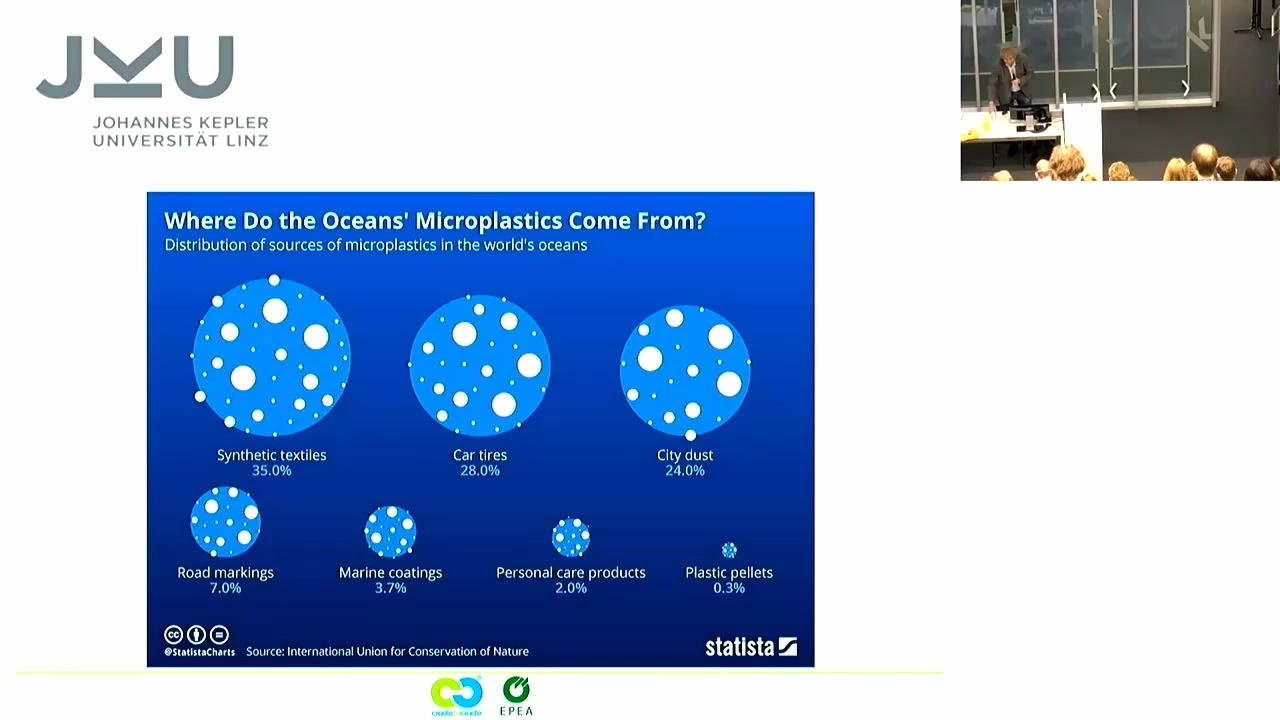 JKU
JOHANNES KEPLER
UNIVERSITÄT LINZ
Where Do the Oceans' Microplastics Come From?
Distribution of sources of microplastics in the world's oceans
Synthetic textiles
35.0%
Car tires
28.0%
City dust
24.0%
Road markings
7.0%
Marine coatings
3.7%
Personal care products
2.0%
Plastic pellets
0.3%
cc
@StatistaCharts Source: International Union for Conservation of Nature
statista
cradletocradle
EPEA